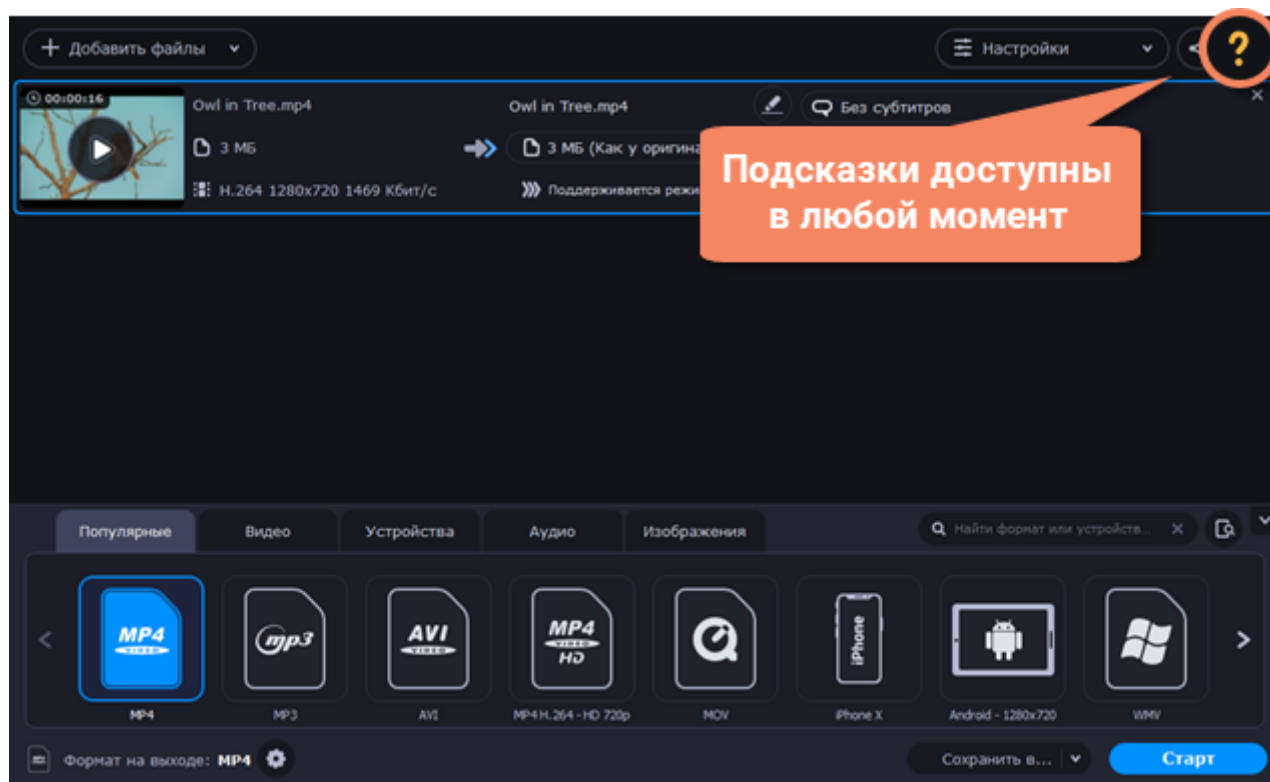 Добавить файлы
Настройки
?
00:00:16
Owl in Tree.mp4
Owl in Tree.mp4
Без субтитров
3 МБ
3 МБ (Как у оригина
H.264 1280x720 1469 Кбит/с
Поддерживается режи
Подсказки доступны
в любой момент
Популярные
Видео
Устройства
Аудио
Изображения
Найти формат или устройств...
MP4
VIDEO
mp3
AVI
VIDEO
MP4
VIDEO
HD
iPhone
MP4
MP3
AVI
MP4 H.264 - HD 720p
MOV
iPhone X
Android - 1280x720
WMV
Формат на выходе: MP4
Сохранить в...
Старт